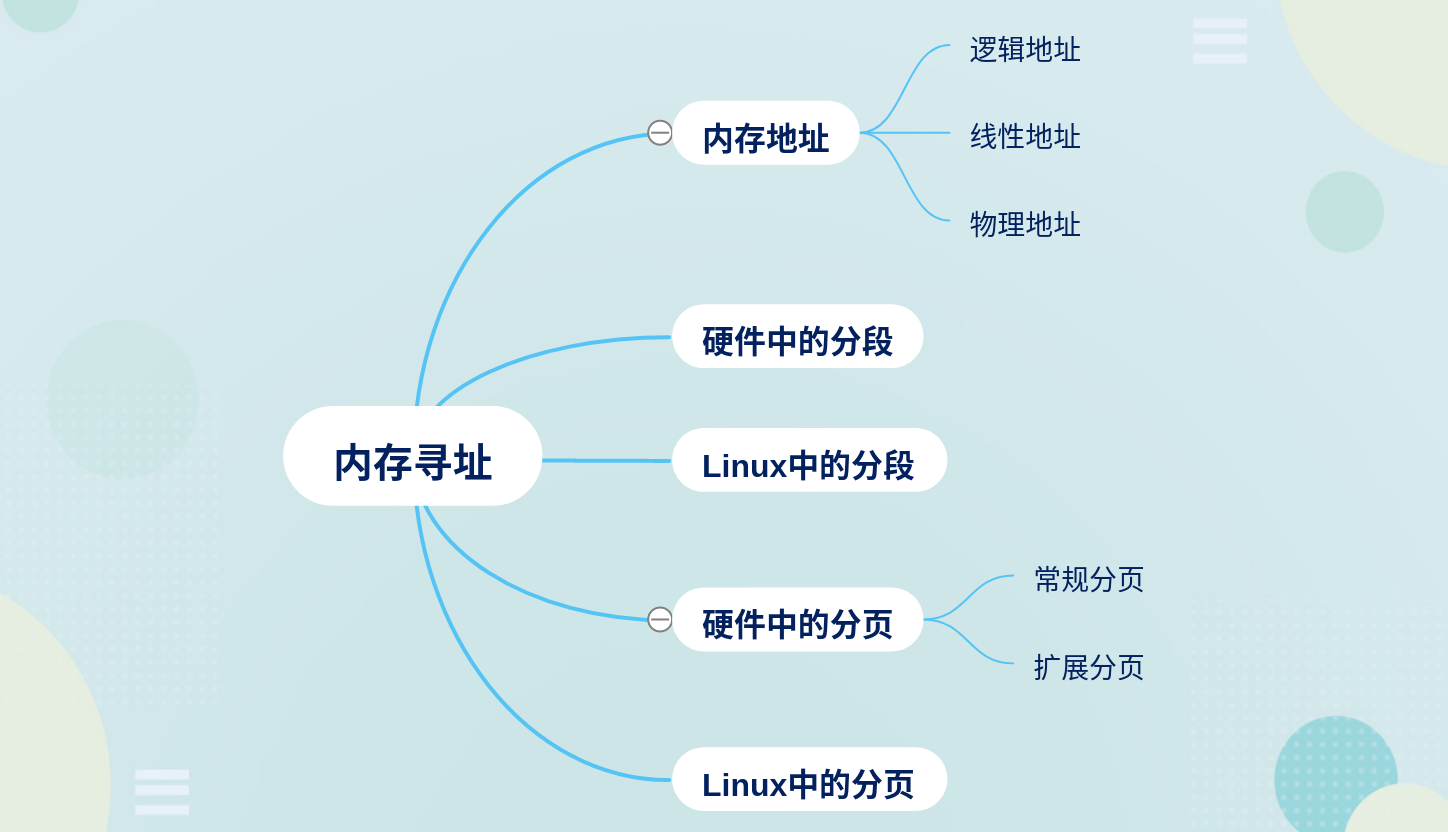 内存寻址
内存地址
逻辑地址
线性地址
物理地址
硬件中的分段
Linux中的分段
硬件中的分页
常规分页
扩展分页
Linux中的分页